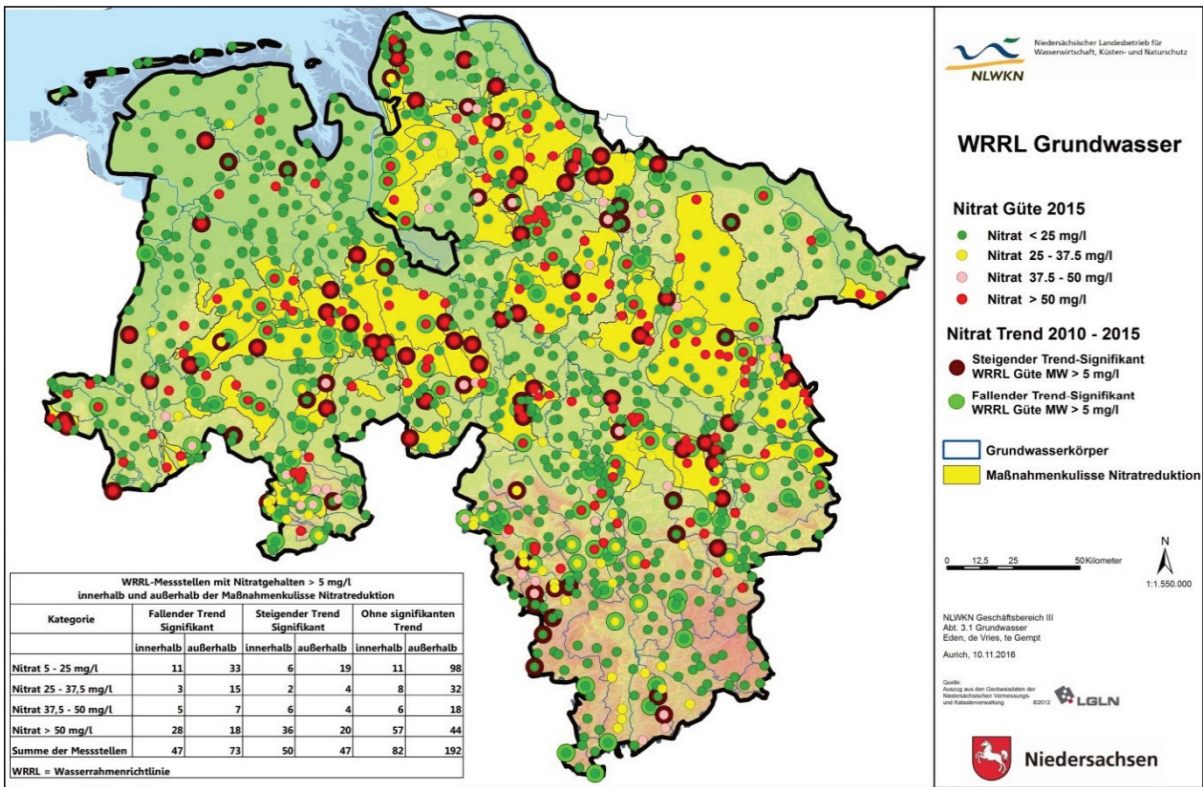 Niedersächsischer Landesbetrieb für
Wasserwirtschaft, Küsten- und Naturschutz
NLWKN
WRRL Grundwasser
Nitrat Güte 2015
Nitrat < 25 mg/l
Nitrat 25 - 37.5 mg/l
Nitrat 37.5 - 50 mg/l
Nitrat > 50 mg/l
Nitrat Trend 2010 - 2015
Steigender Trend-Signifikant
WRRL Güte MW > 5 mg/l
Fallender Trend-Signifikant
WRRL Güte MW > 5 mg/l
Grundwasserkörper
Maßnahmenkulisse Nitratreduktion
0 12,5 25 50 Kilometer
N
1:1.550.000
NLWKN Geschäftsbereich III
Abt. 3.1 Grundwasser
Eden, de Vries, te Gempt
Aurich, 10.11.2016
Quelle:
Auszug aus den Geobasisdaten der
Niedersächsischen Vermessungs-
und Katasterverwaltung ©2012
LGLN
Niedersachsen
WRRL-Messstellen mit Nitratgehalten > 5 mg/l
innerhalb und außerhalb der Maßnahmenkulisse Nitratreduktion
Kategorie Fallender Trend Steigender Trend Ohne signifikanten
Signifikant Signifikant Trend
innerhalb außerhalb innerhalb außerhalb innerhalb außerhalb
Nitrat 5 - 25 mg/l 11 33 6 19 11 98
Nitrat 25 - 37,5 mg/l 3 15 2 4 8 32
Nitrat 37,5 - 50 mg/l 5 7 6 4 6 18
Nitrat > 50 mg/l 28 18 36 20 57 44
Summe der Messstellen 47 73 50 47 82 192
WRRL = Wasserrahmenrichtlinie